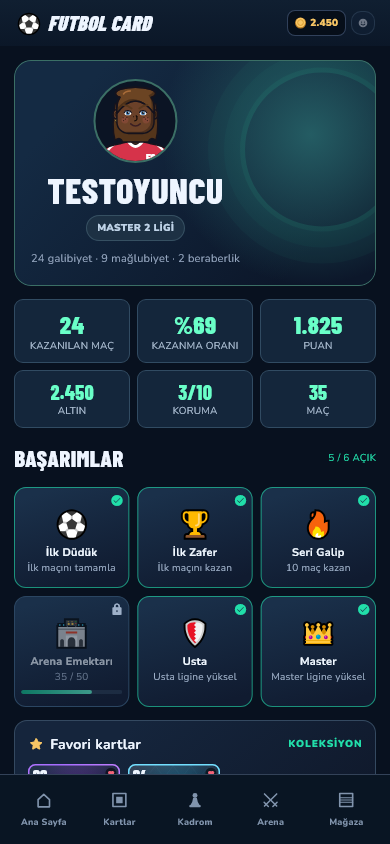 FUTBOL CARD
2.450
TESTOYUNCU
MASTER 2 LİGİ
24 galibiyet · 9 mağlubiyet · 2 beraberlik
24
KAZANILAN MAÇ
%69
KAZANMA ORANI
1.825
PUAN
2.450
ALTIN
3/10
KORUMA
35
MAÇ
BAŞARIMLAR
5 / 6 AÇIK
İlk Düdük
İlk maçını tamamla
İlk Zafer
İlk maçını kazan
Seri Galip
10 maç kazan
Arena Emektarı
35 / 50
Usta
Usta ligine yüksel
Master
Master ligine yüksel
Favori kartlar
KOLEKSİYON
Ana Sayfa
Kartlar
Kadrom
Arena
Mağaza